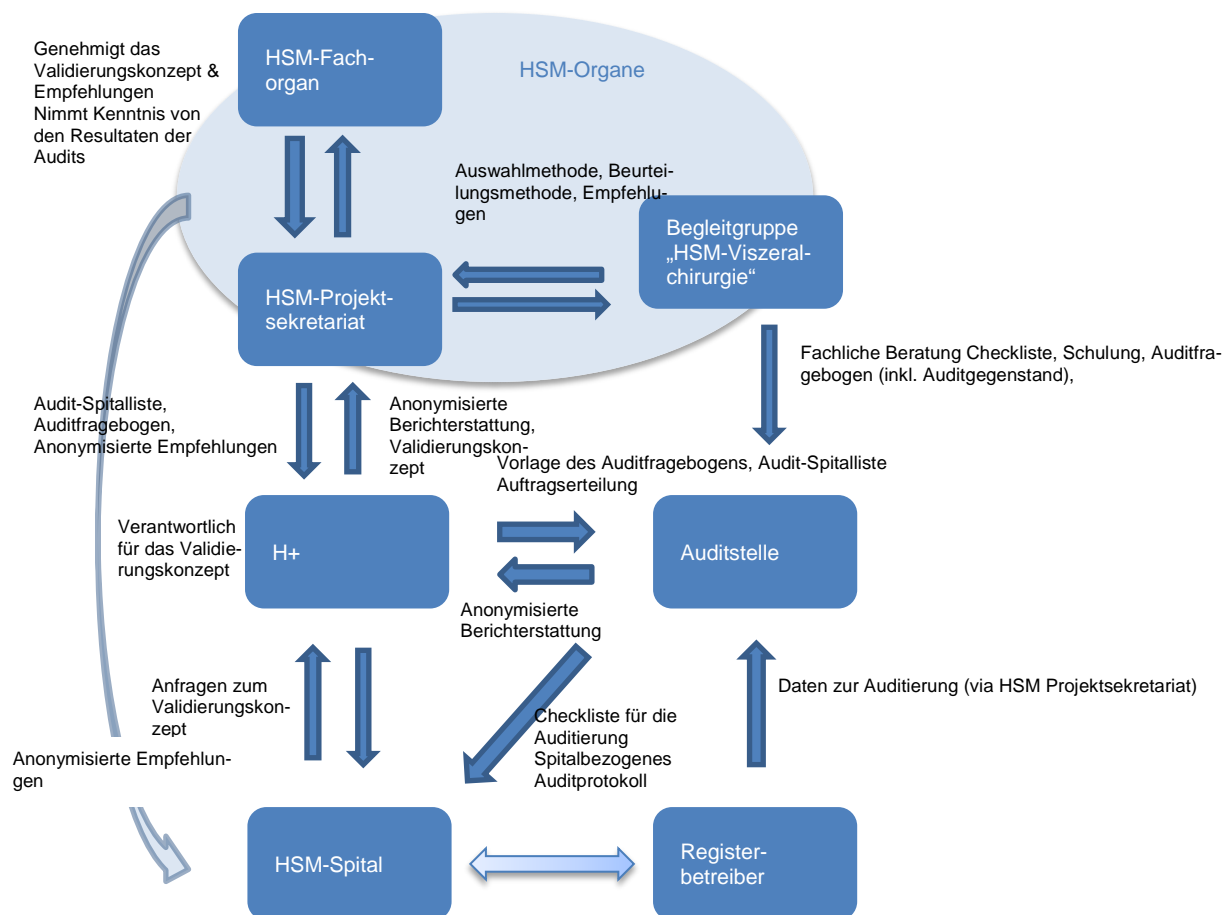 Genehmigt das
Validierungskonzept &
Empfehlungen
Nimmt Kenntnis von
den Resultaten der
Audits
HSM-Fach-
organ
HSM-Organe
Auswahlmethode, Beurtei-
lungsmethode, Empfehlu-
gen
Begleitgruppe
„HSM-Viszeral-
chirurgie“
HSM-Projekt-
sekretariat
Fachliche Beratung Checkliste, Schulung, Auditfra-
gebogen (inkl. Auditgegenstand),
Audit-Spitalliste,
Auditfragebogen,
Anonymisierte Empfehlungen
Anonymisierte
Berichterstattung,
Validierungskon-
zept
Vorlage des Auditfragebogens, Audit-Spitalliste
Auftragserteilung
Verantwortlich
für das Validie-
rungskonzept
H+
Auditstelle
Anonymisierte
Berichterstattung
Anfragen zum
Validierungskon-
zept
Daten zur Auditierung (via HSM Projektsekretariat)
Checkliste für die
Auditierung
Spitalbezogenes
Auditprotokoll
Anonymisierte Empfehlun-
gen
HSM-Spital
Register-
betreiber